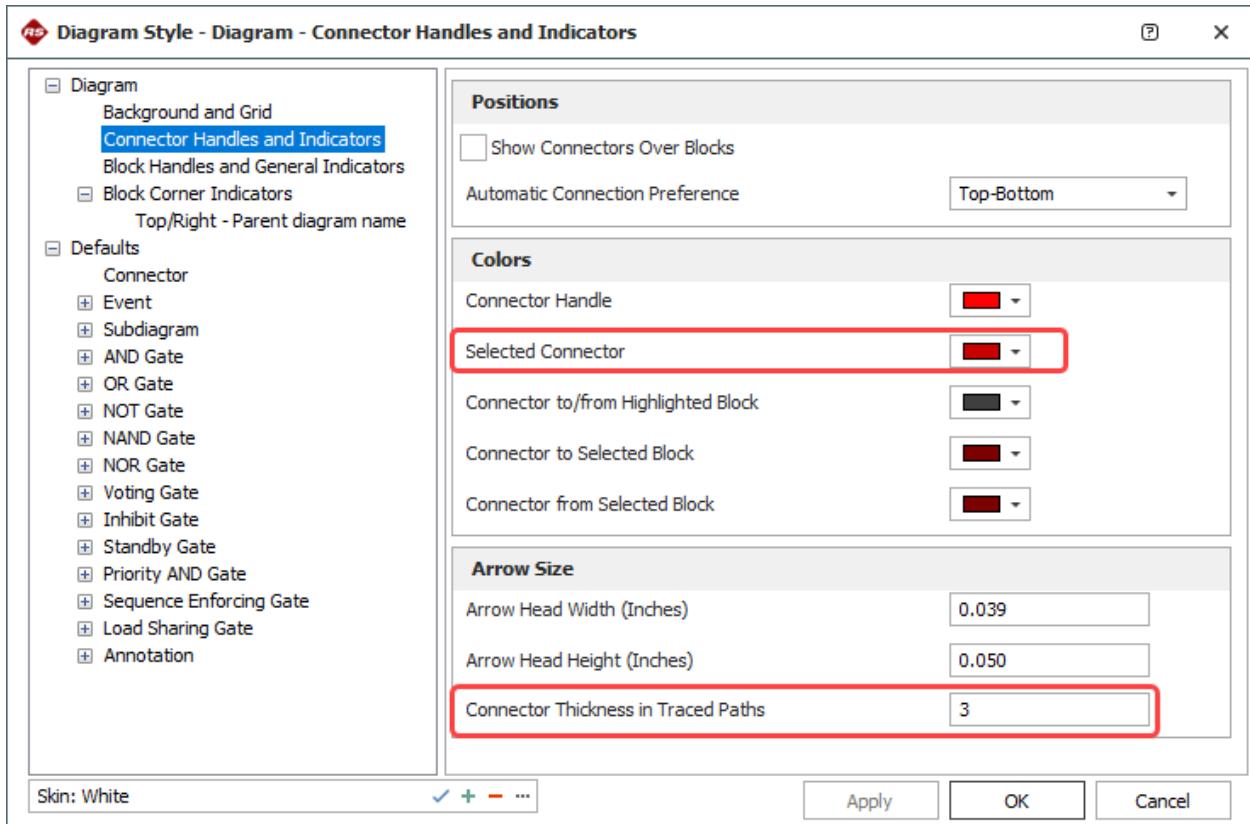 RS Diagram Style - Diagram - Connector Handles and Indicators
Diagram
Background and Grid
Connector Handles and Indicators
Block Handles and General Indicators
Block Corner Indicators
Top/Right - Parent diagram name
Defaults
Connector
Event
Subdiagram
AND Gate
OR Gate
NOT Gate
NAND Gate
NOR Gate
Voting Gate
Inhibit Gate
Standby Gate
Priority AND Gate
Sequence Enforcing Gate
Load Sharing Gate
Annotation
Skin: White
Positions
Show Connectors Over Blocks
Automatic Connection Preference Top-Bottom
Colors
Connector Handle
Selected Connector
Connector to/from Highlighted Block
Connector to Selected Block
Connector from Selected Block
Arrow Size
Arrow Head Width (Inches) 0.039
Arrow Head Height (Inches) 0.050
Connector Thickness in Traced Paths 3
Apply OK Cancel